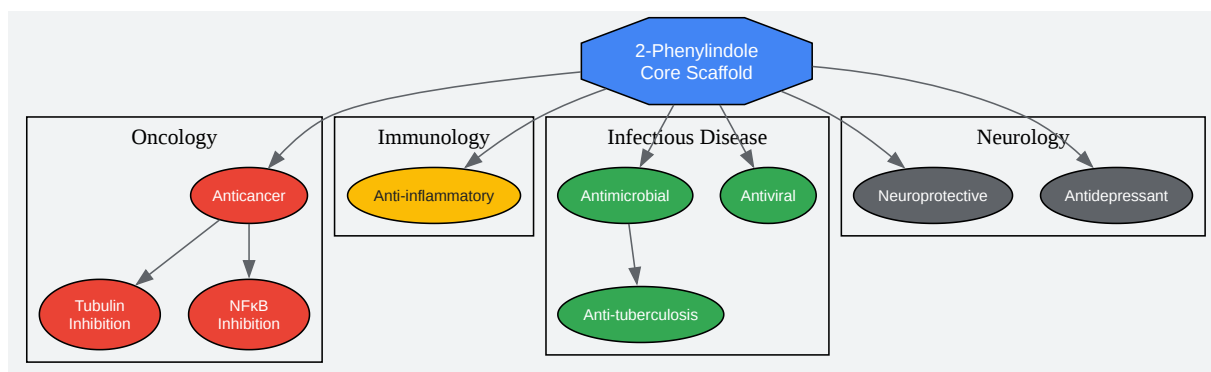 2-Phenylindole
Core Scaffold
Oncology
Immunology
Infectious Disease
Neurology
Anticancer
Anti-inflammatory
Antimicrobial
Antiviral
Neuroprotective
Antidepressant
Tubulin
Inhibition
NFκB
Inhibition
Anti-tuberculosis